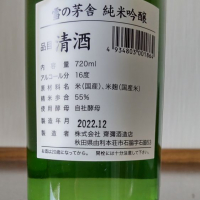 雪の茅舎 純米吟醸
品目 清酒
4 934803 001864
内容量 720ml
アルコール分 16度
原材料名 米(国産)、米麹(国産米)
精米歩合 55%
使用酵母 自社酵母
製造年月 2022.12
製造者 株式会社 齋彌酒造店
秋田県由利本荘市石脇字石脇53